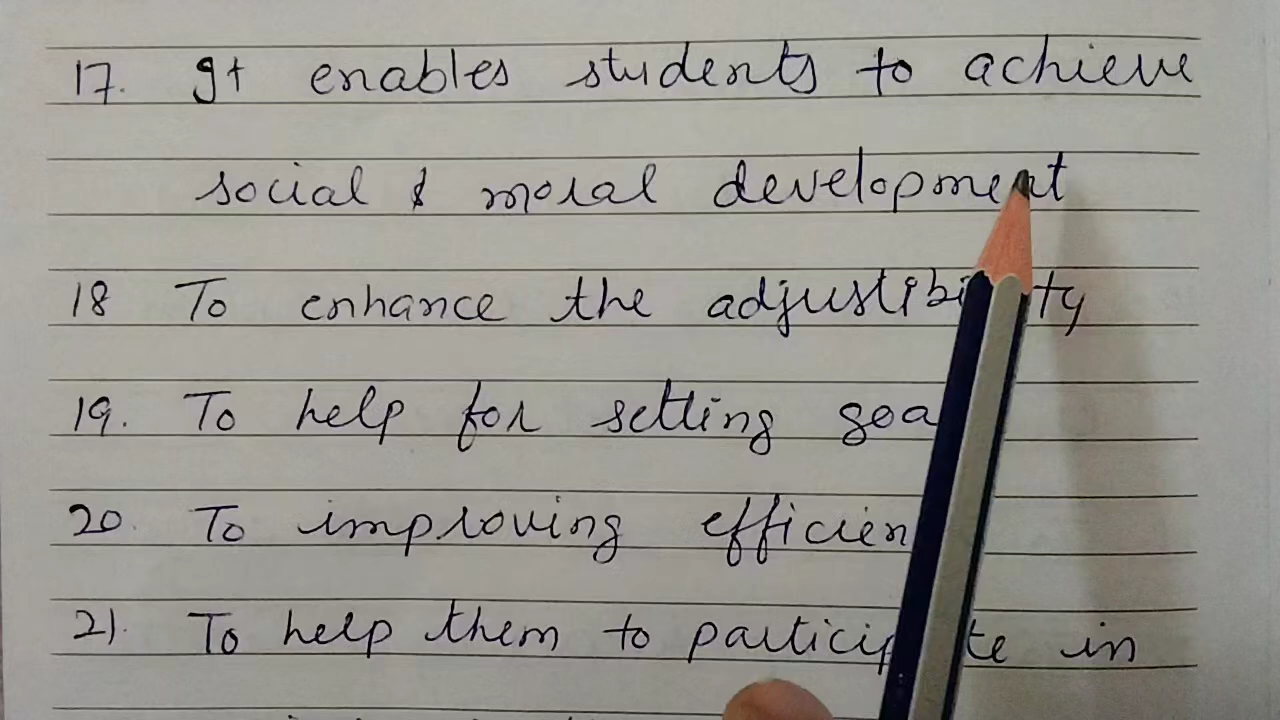 17. It enables students to achieve
social & moral development
18 To enhance the
19. To help for setting
20. To improving
21. To help them to in